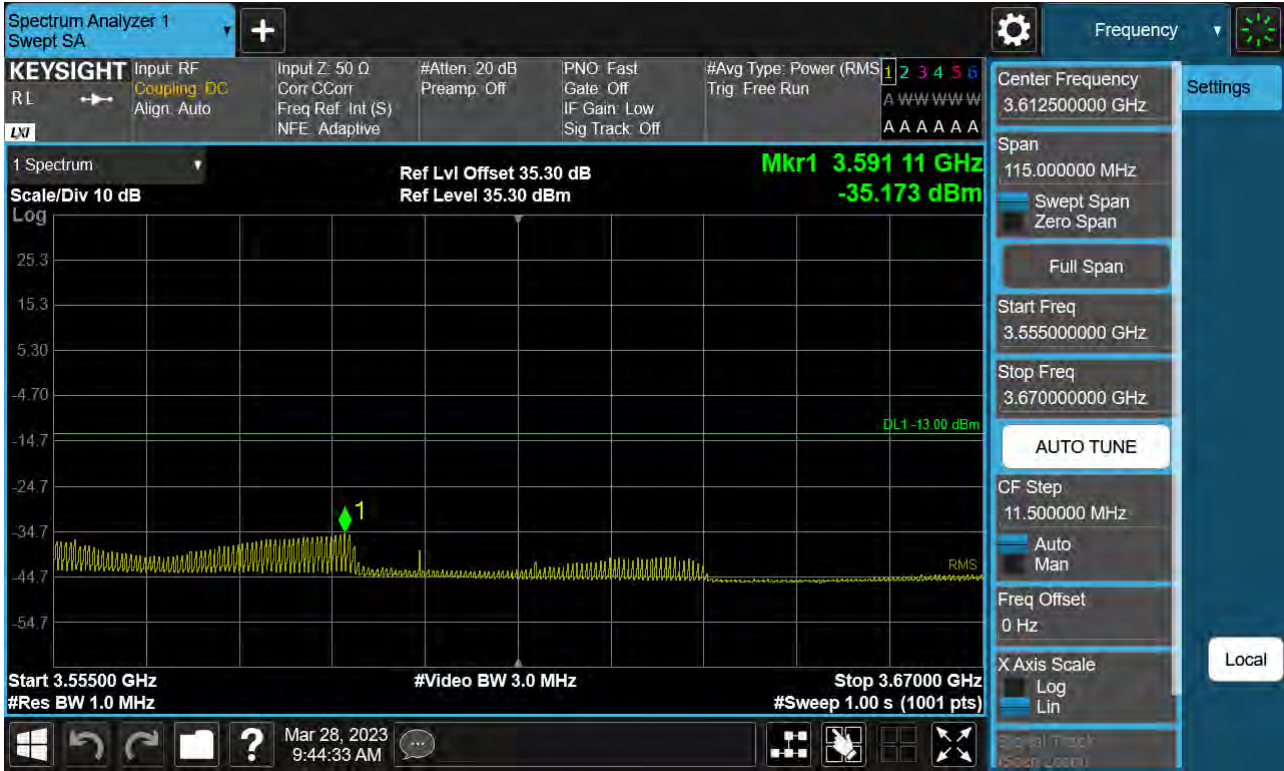 Spectrum Analyzer 1
Swept SA
Frequency
KEYSIGHT
RL
LXI
Input: RF
Coupling: DC
Align: Auto
Input Z: 50 Ω
Corr CCorr
Freq Ref: Int (S)
NFE: Adaptive
#Atten: 20 dB
Preamp: Off
PNO: Fast
Gate: Off
IF Gain: Low
Sig Track: Off
#Avg Type: Power (RMS
Trig: Free Run
1 2 3 4 5 6
A W W W W W
A A A A A A
1 Spectrum
Scale/Div 10 dB
Log
Ref Lvl Offset 35.30 dB
Ref Level 35.30 dBm
Mkr1 3.591 11 GHz
-35.173 dBm
25.3
15.3
5.30
-4.70
DL1 -13.00 dBm
-14.7
-24.7
1
-34.7
RMS
-44.7
-54.7
Start 3.55500 GHz
#Res BW 1.0 MHz
#Video BW 3.0 MHz
Stop 3.67000 GHz
#Sweep 1.00 s (1001 pts)
Center Frequency
3.612500000 GHz
Settings
Span
115.000000 MHz
Swept Span
Zero Span
Full Span
Start Freq
3.555000000 GHz
Stop Freq
3.670000000 GHz
AUTO TUNE
CF Step
11.500000 MHz
Auto
Man
Freq Offset
0 Hz
X Axis Scale
Log
Lin
Signal Track
(Span Zoom)
Local
?
Mar 28, 2023
9:44:33 AM